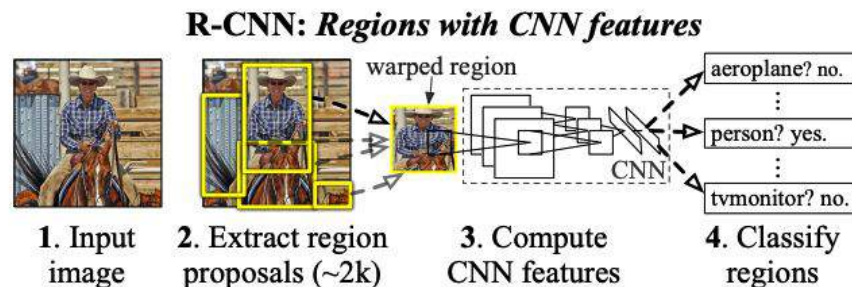 R-CNN: Regions with CNN features
warped region
aeroplane? no.
person? yes.
tvmonitor? no.
CNN
1. Input
image
2. Extract region
proposals (~2k)
3. Compute
CNN features
4. Classify
regions